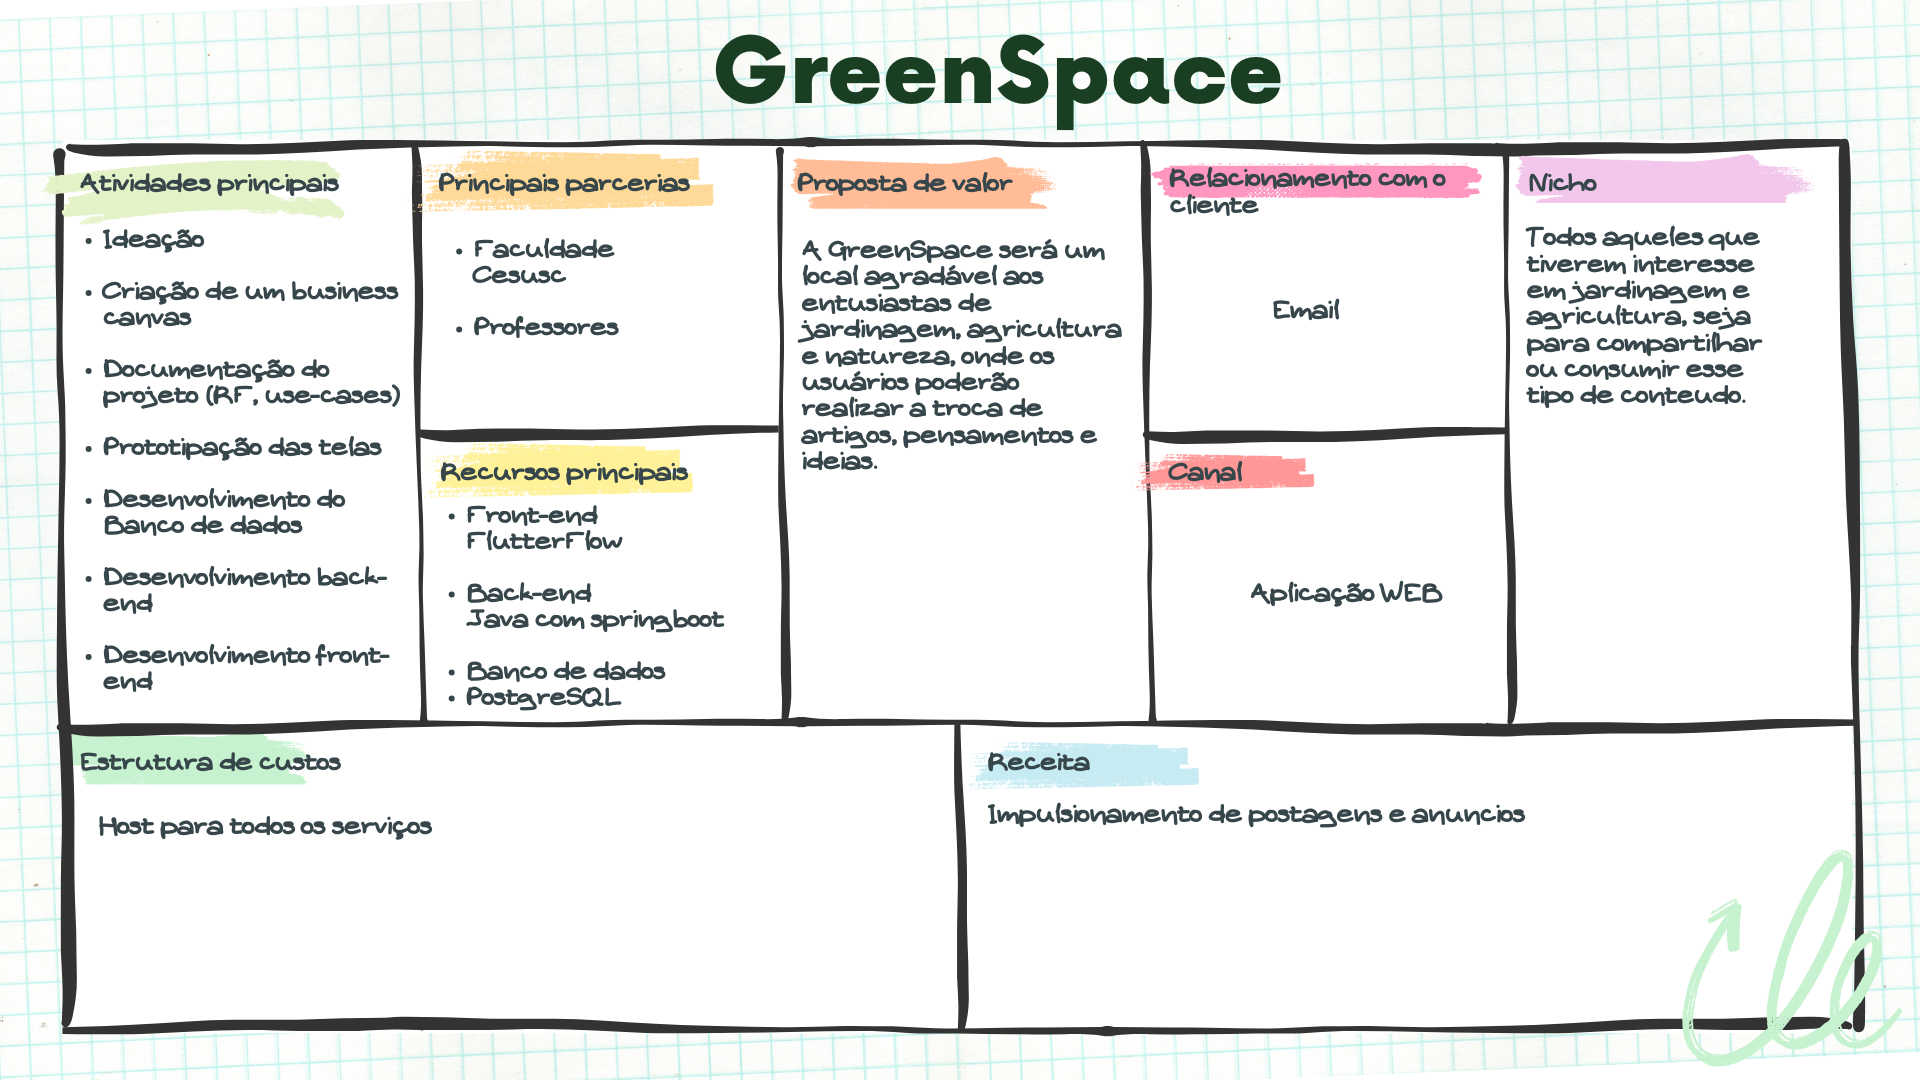 GreenSpace
Atividades principais
• Ideação
• Criação de um business
canvas
• Documentação do
projeto (RF, use-cases)
• Prototipação das telas
• Desenvolvimento do
Banco de dados
• Desenvolvimento back-
end
• Desenvolvimento front-
end
Principais parcerias
• Faculdade
Cesusc
• Professores
Recursos principais
• Front-end
FlutterFlow
• Back-end
Java com springboot
• Banco de dados
• PostgreSQL
Proposta de valor
A GreenSpace será um
local agradável aos
entusiastas de
jardinagem, agricultura
e natureza, onde os
usuários poderão
realizar a troca de
artigos, pensamentos e
ideias.
Relacionamento com o
cliente
Email
Canal
Aplicação WEB
Nicho
Todos aqueles que
tiverem interesse
em jardinagem e
agricultura, seja
para compartilhar
ou consumir esse
tipo de conteudo.
Estrutura de custos
Host para todos os serviços
Receita
Impulsionamento de postagens e anuncios